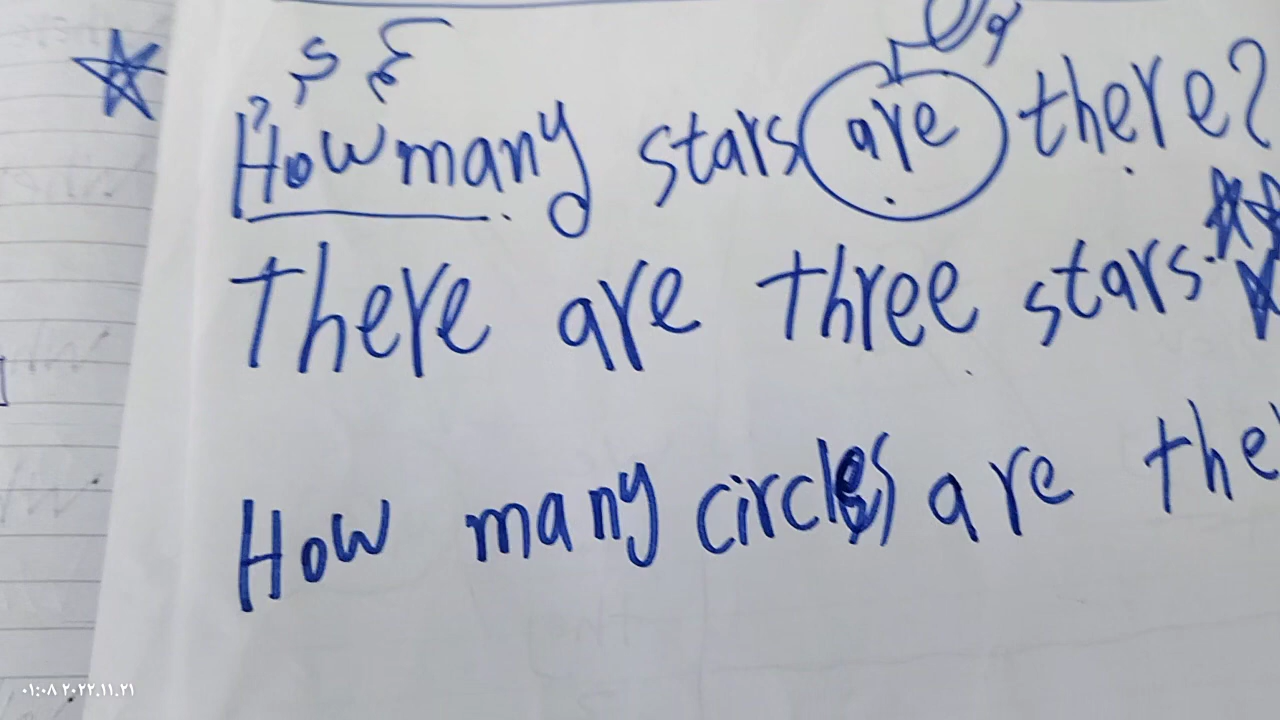 How many stars are there?
There are three stars.
How many circles are the
٠١:٠٨ ٢٠٢٢.١١.٢١